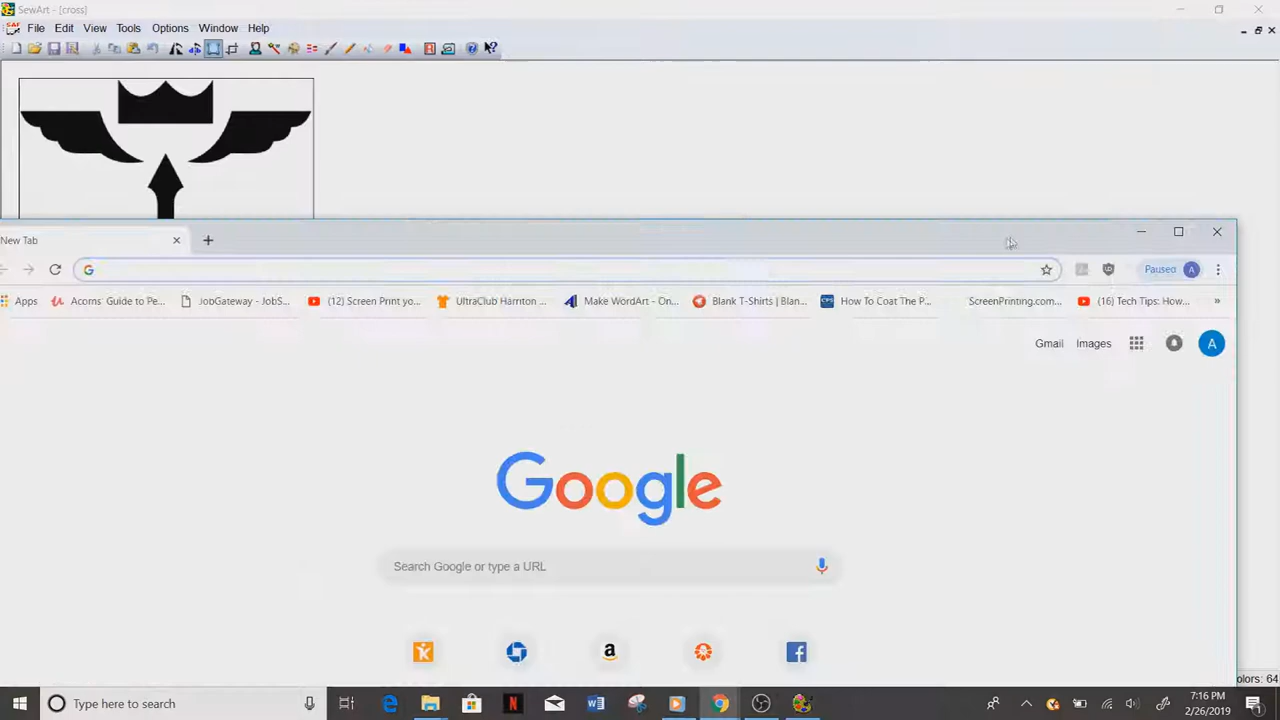 SewArt - [cross]
File Edit View Tools Options Window Help
New Tab
Paused A
Apps Acorns Guide to Pe... JobGateway - JobS... (12) Screen Print yo... UltraClub Harriton ... Make WordArt - On... Blank T-Shirts | Blan... How To Coat The P... ScreenPrinting.com... (16) Tech Tips: How... »
Gmail Images A
Google
Search Google or type a URL
olors: 64
Type here to search
7:16 PM
2/26/2019